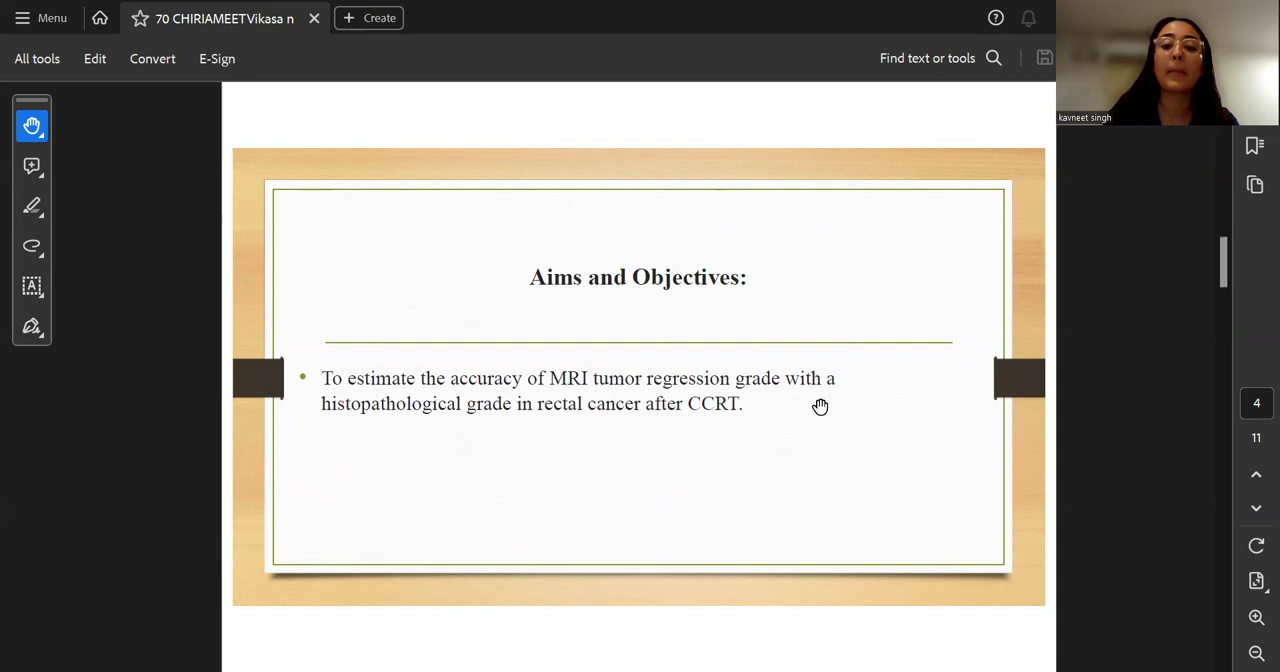 Menu
70 CHIRIAMEETVikasa n
Create
All tools
Edit
Convert
E-Sign
Find text or tools
kavneet singh
Aims and Objectives:
• To estimate the accuracy of MRI tumor regression grade with a
histopathological grade in rectal cancer after CCRT.
4
11